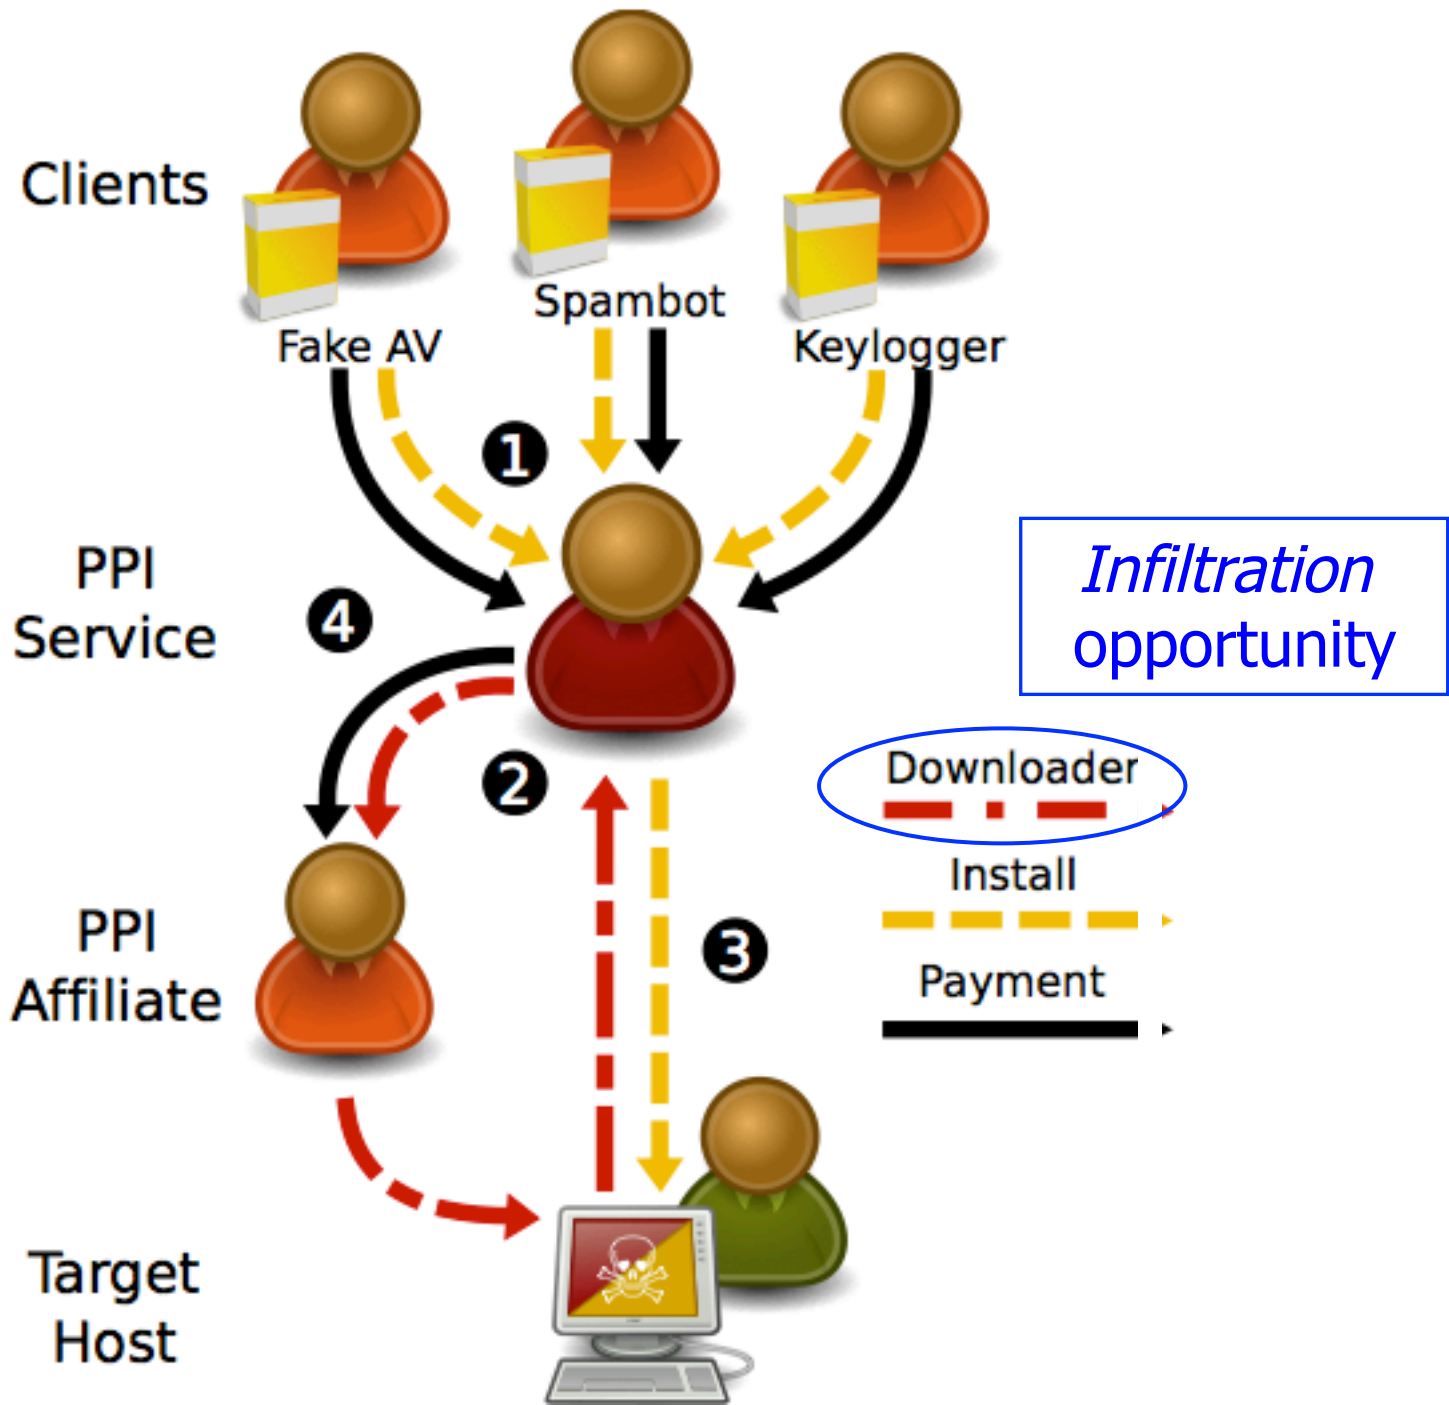 Clients
Spambot
Fake AV
Keylogger
1
PPI
Service
4
Infiltration
opportunity
2
Downloader
Install
PPI
Affiliate
3
Payment
Target
Host